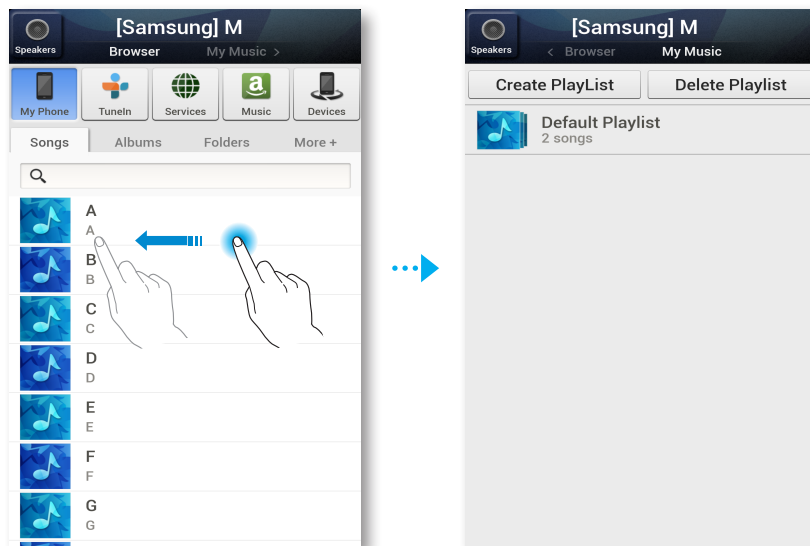 [Samsung] M
Speakers
Browser My Music >
My Phone TuneIn Services Music Devices
Songs Albums Folders More +
A
A
B
B
C
C
D
D
E
E
F
F
G
G
[Samsung] M
Speakers
< Browser My Music
Create PlayList Delete Playlist
Default Playlist
2 songs